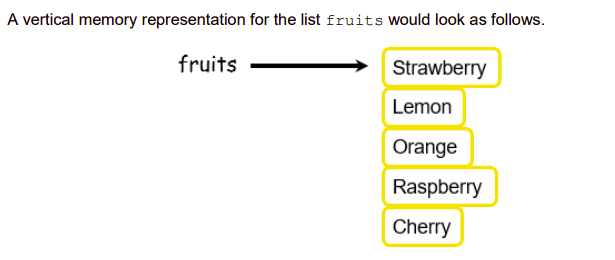 A vertical memory representation for the list fruits would look as follows.
fruits
Strawberry
Lemon
Orange
Raspberry
Cherry